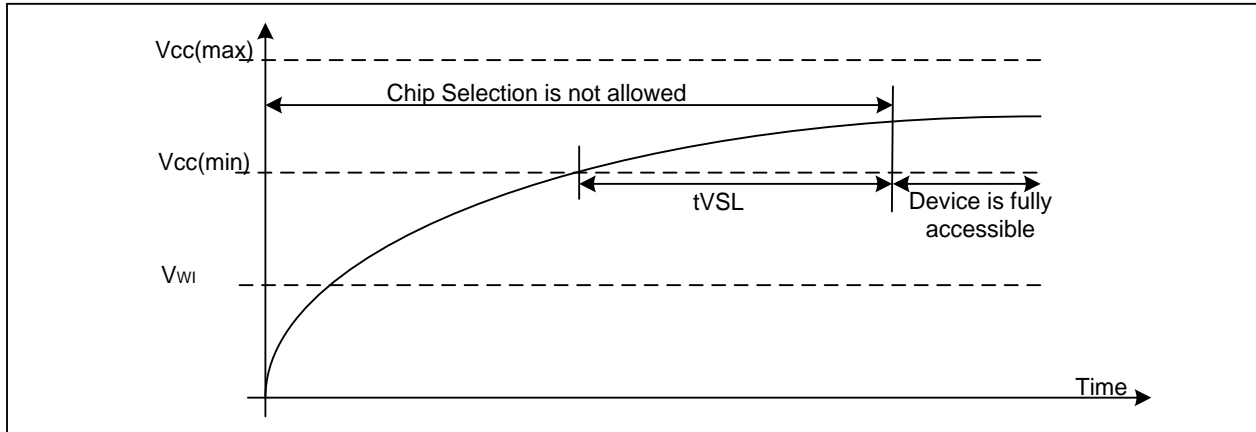 Vcc(max)
Chip Selection is not allowed
Vcc(min)
tVSL
Device is fully
accessible
VWI
Time